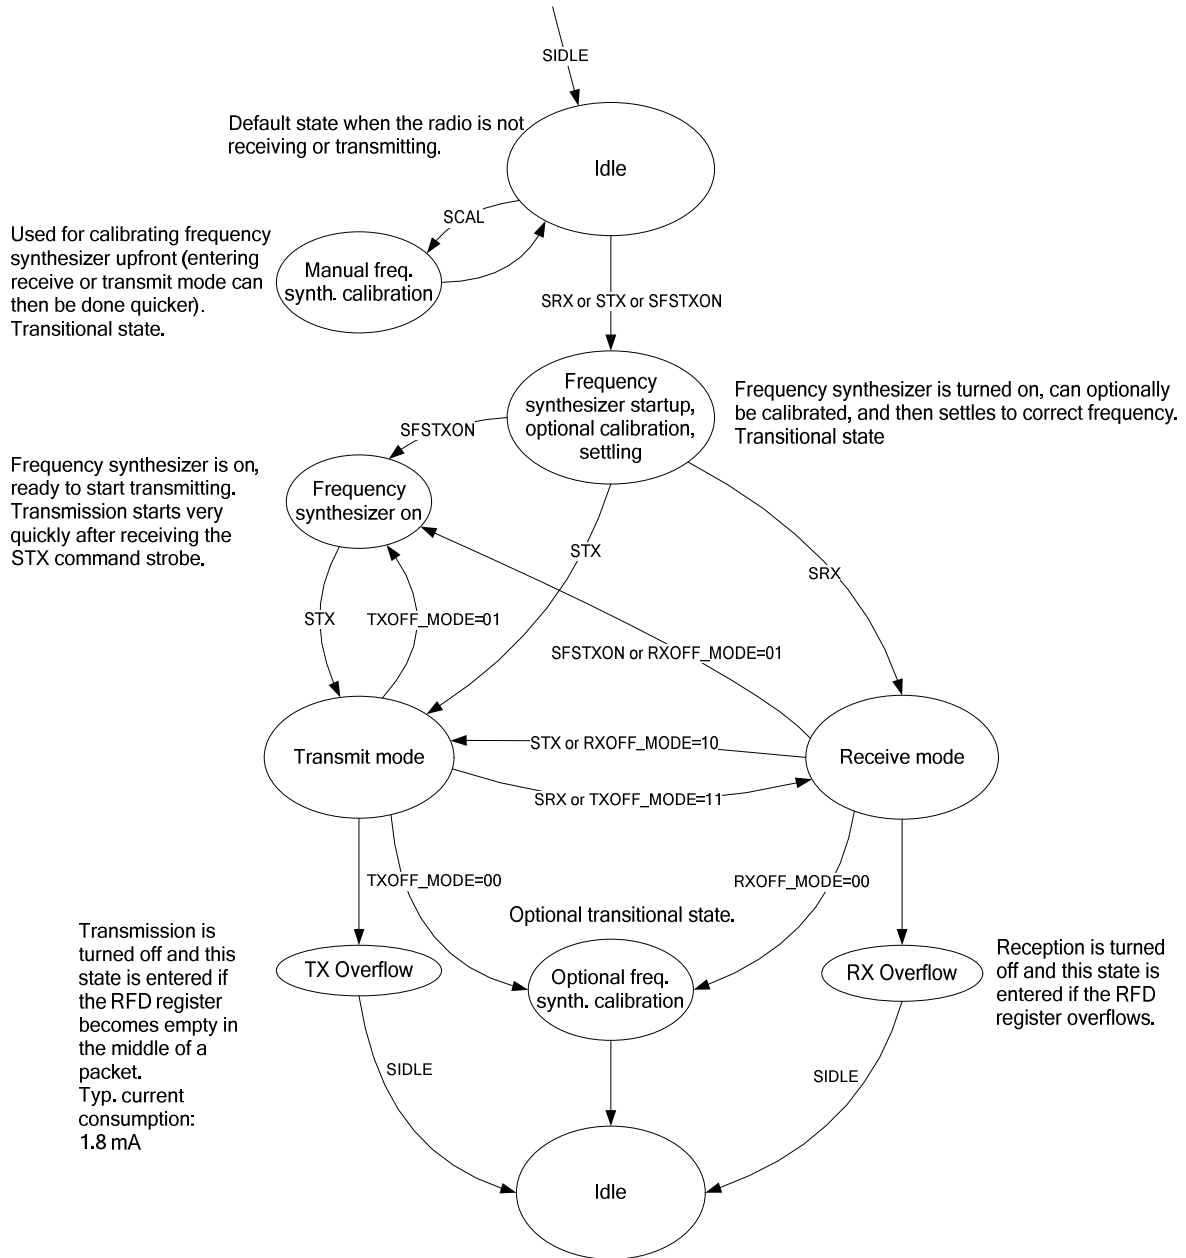 SIDLE
Default state when the radio is not
receiving or transmitting.
Idle
SCAL
Used for calibrating frequency
synthesizer upfront (entering
receive or transmit mode can
then be done quicker).
Transitional state.
Manual freq.
synth. calibration
SRX or STX or SFSTXON
Frequency
synthesizer startup,
optional calibration,
settling
Frequency synthesizer is turned on, can optionally
be calibrated, and then settles to correct frequency.
Transitional state
SFSTXON
Frequency synthesizer is on,
ready to start transmitting.
Transmission starts very
quickly after receiving the
STX command strobe.
Frequency
synthesizer on
STX
SRX
STX
TXOFF_MODE=01
SFSTXON or RXOFF_MODE=01
Transmit mode
STX or RXOFF_MODE=10
Receive mode
SRX or TXOFF_MODE=11
TXOFF_MODE=00
RXOFF_MODE=00
Optional transitional state.
Transmission is
turned off and this
state is entered if
the RFD register
becomes empty in
the middle of a
packet.
Typ. current
consumption:
1.8 mA
TX Overflow
Optional freq.
synth. calibration
RX Overflow
Reception is turned
off and this state is
entered if the RFD
register overflows.
SIDLE
SIDLE
Idle